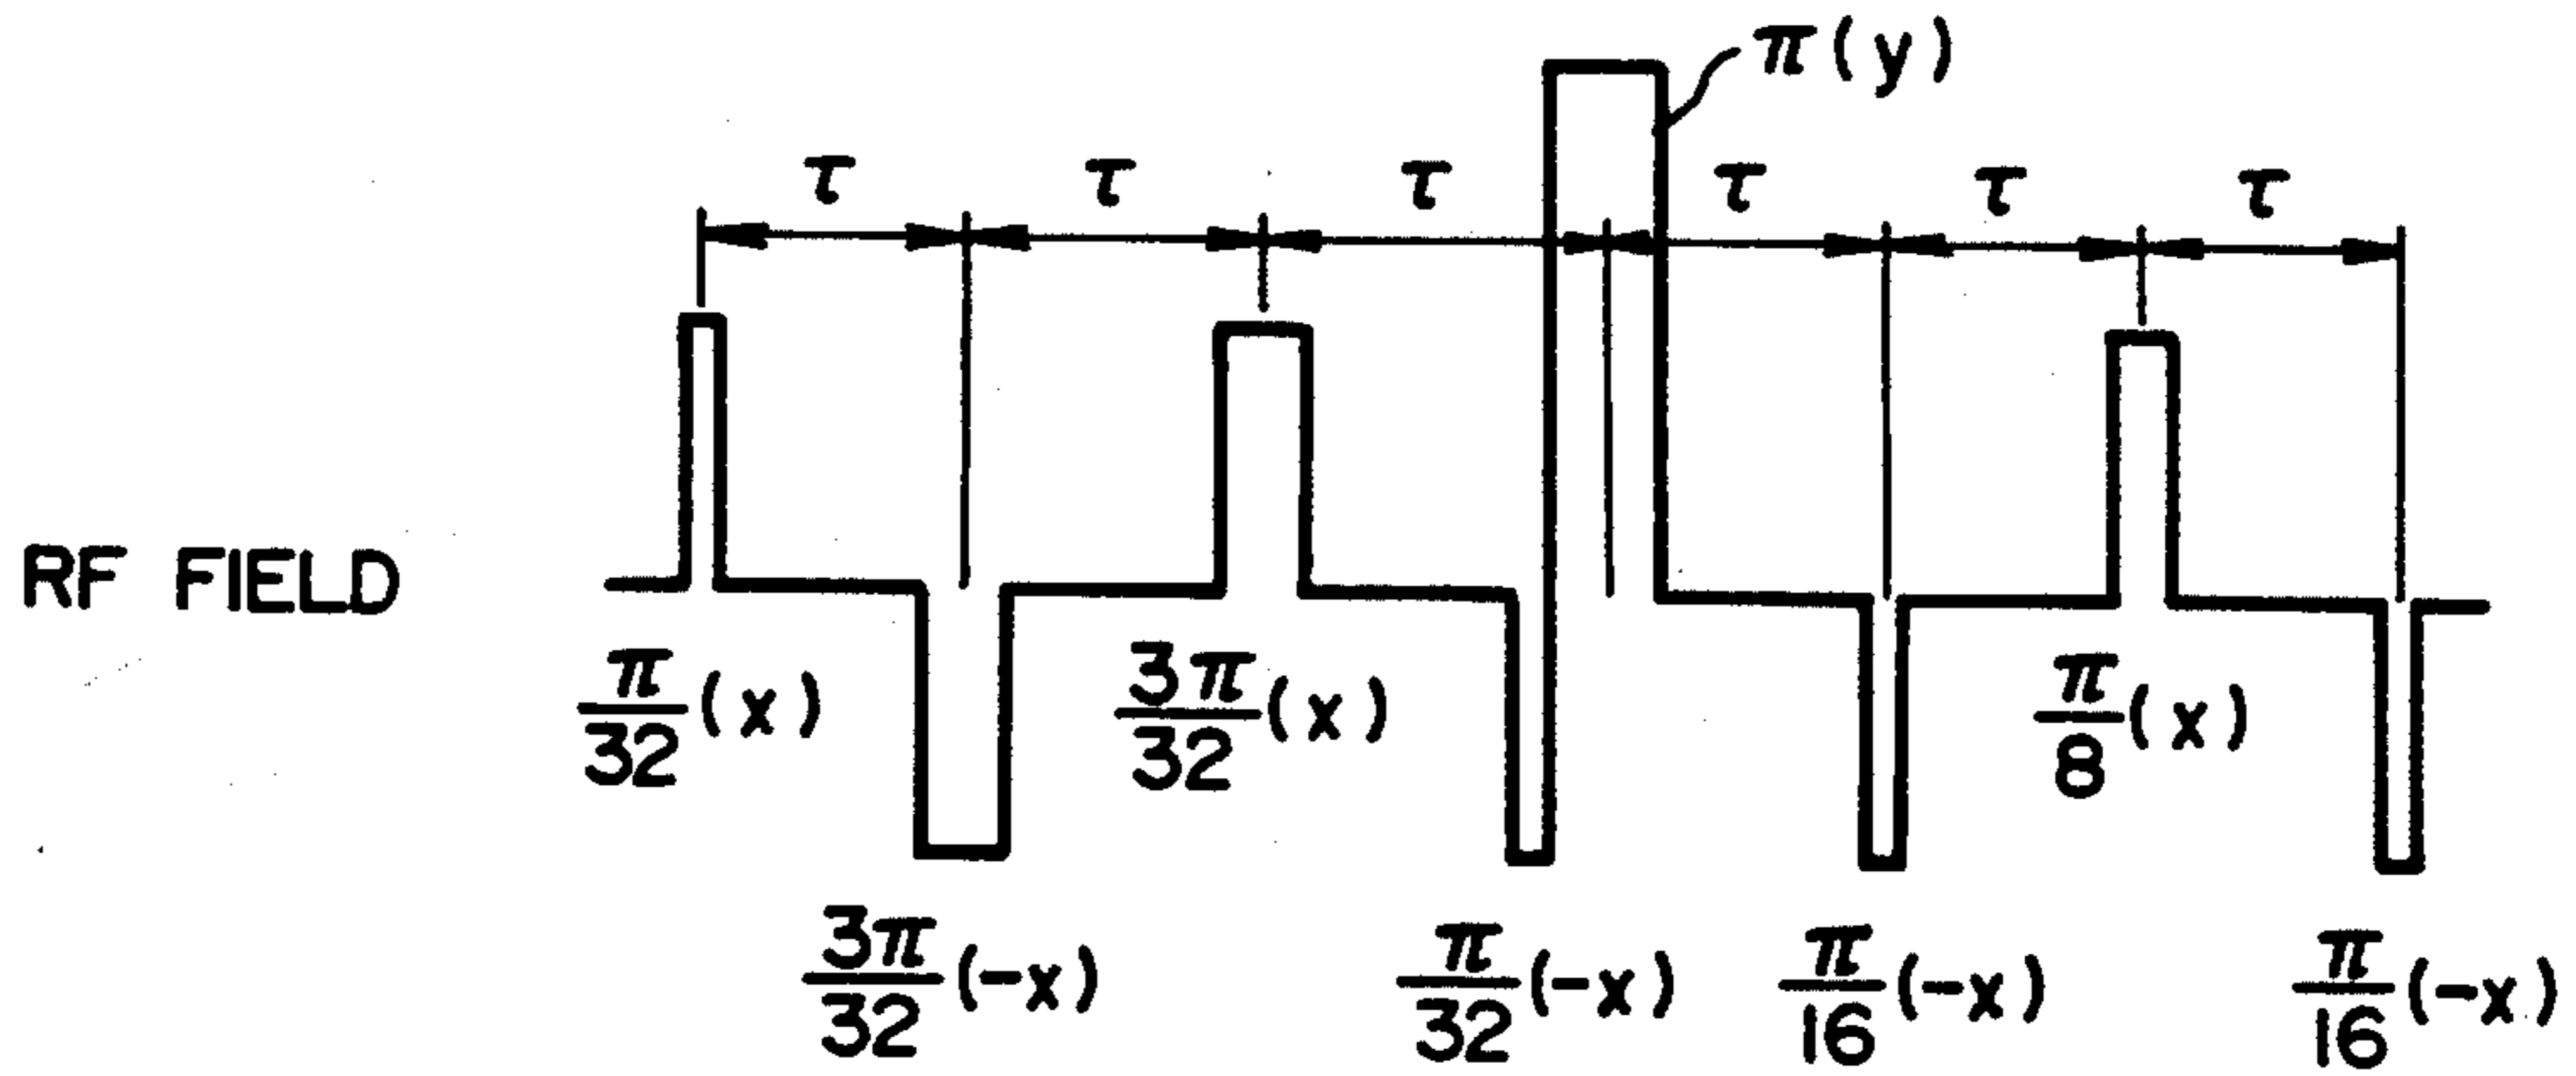 π(y)
τ τ τ τ τ τ
RF FIELD
π/32(x) 3π/32(x) π/8(x)
3π/32(-x) π/32(-x) π/16(-x) π/16(-x)